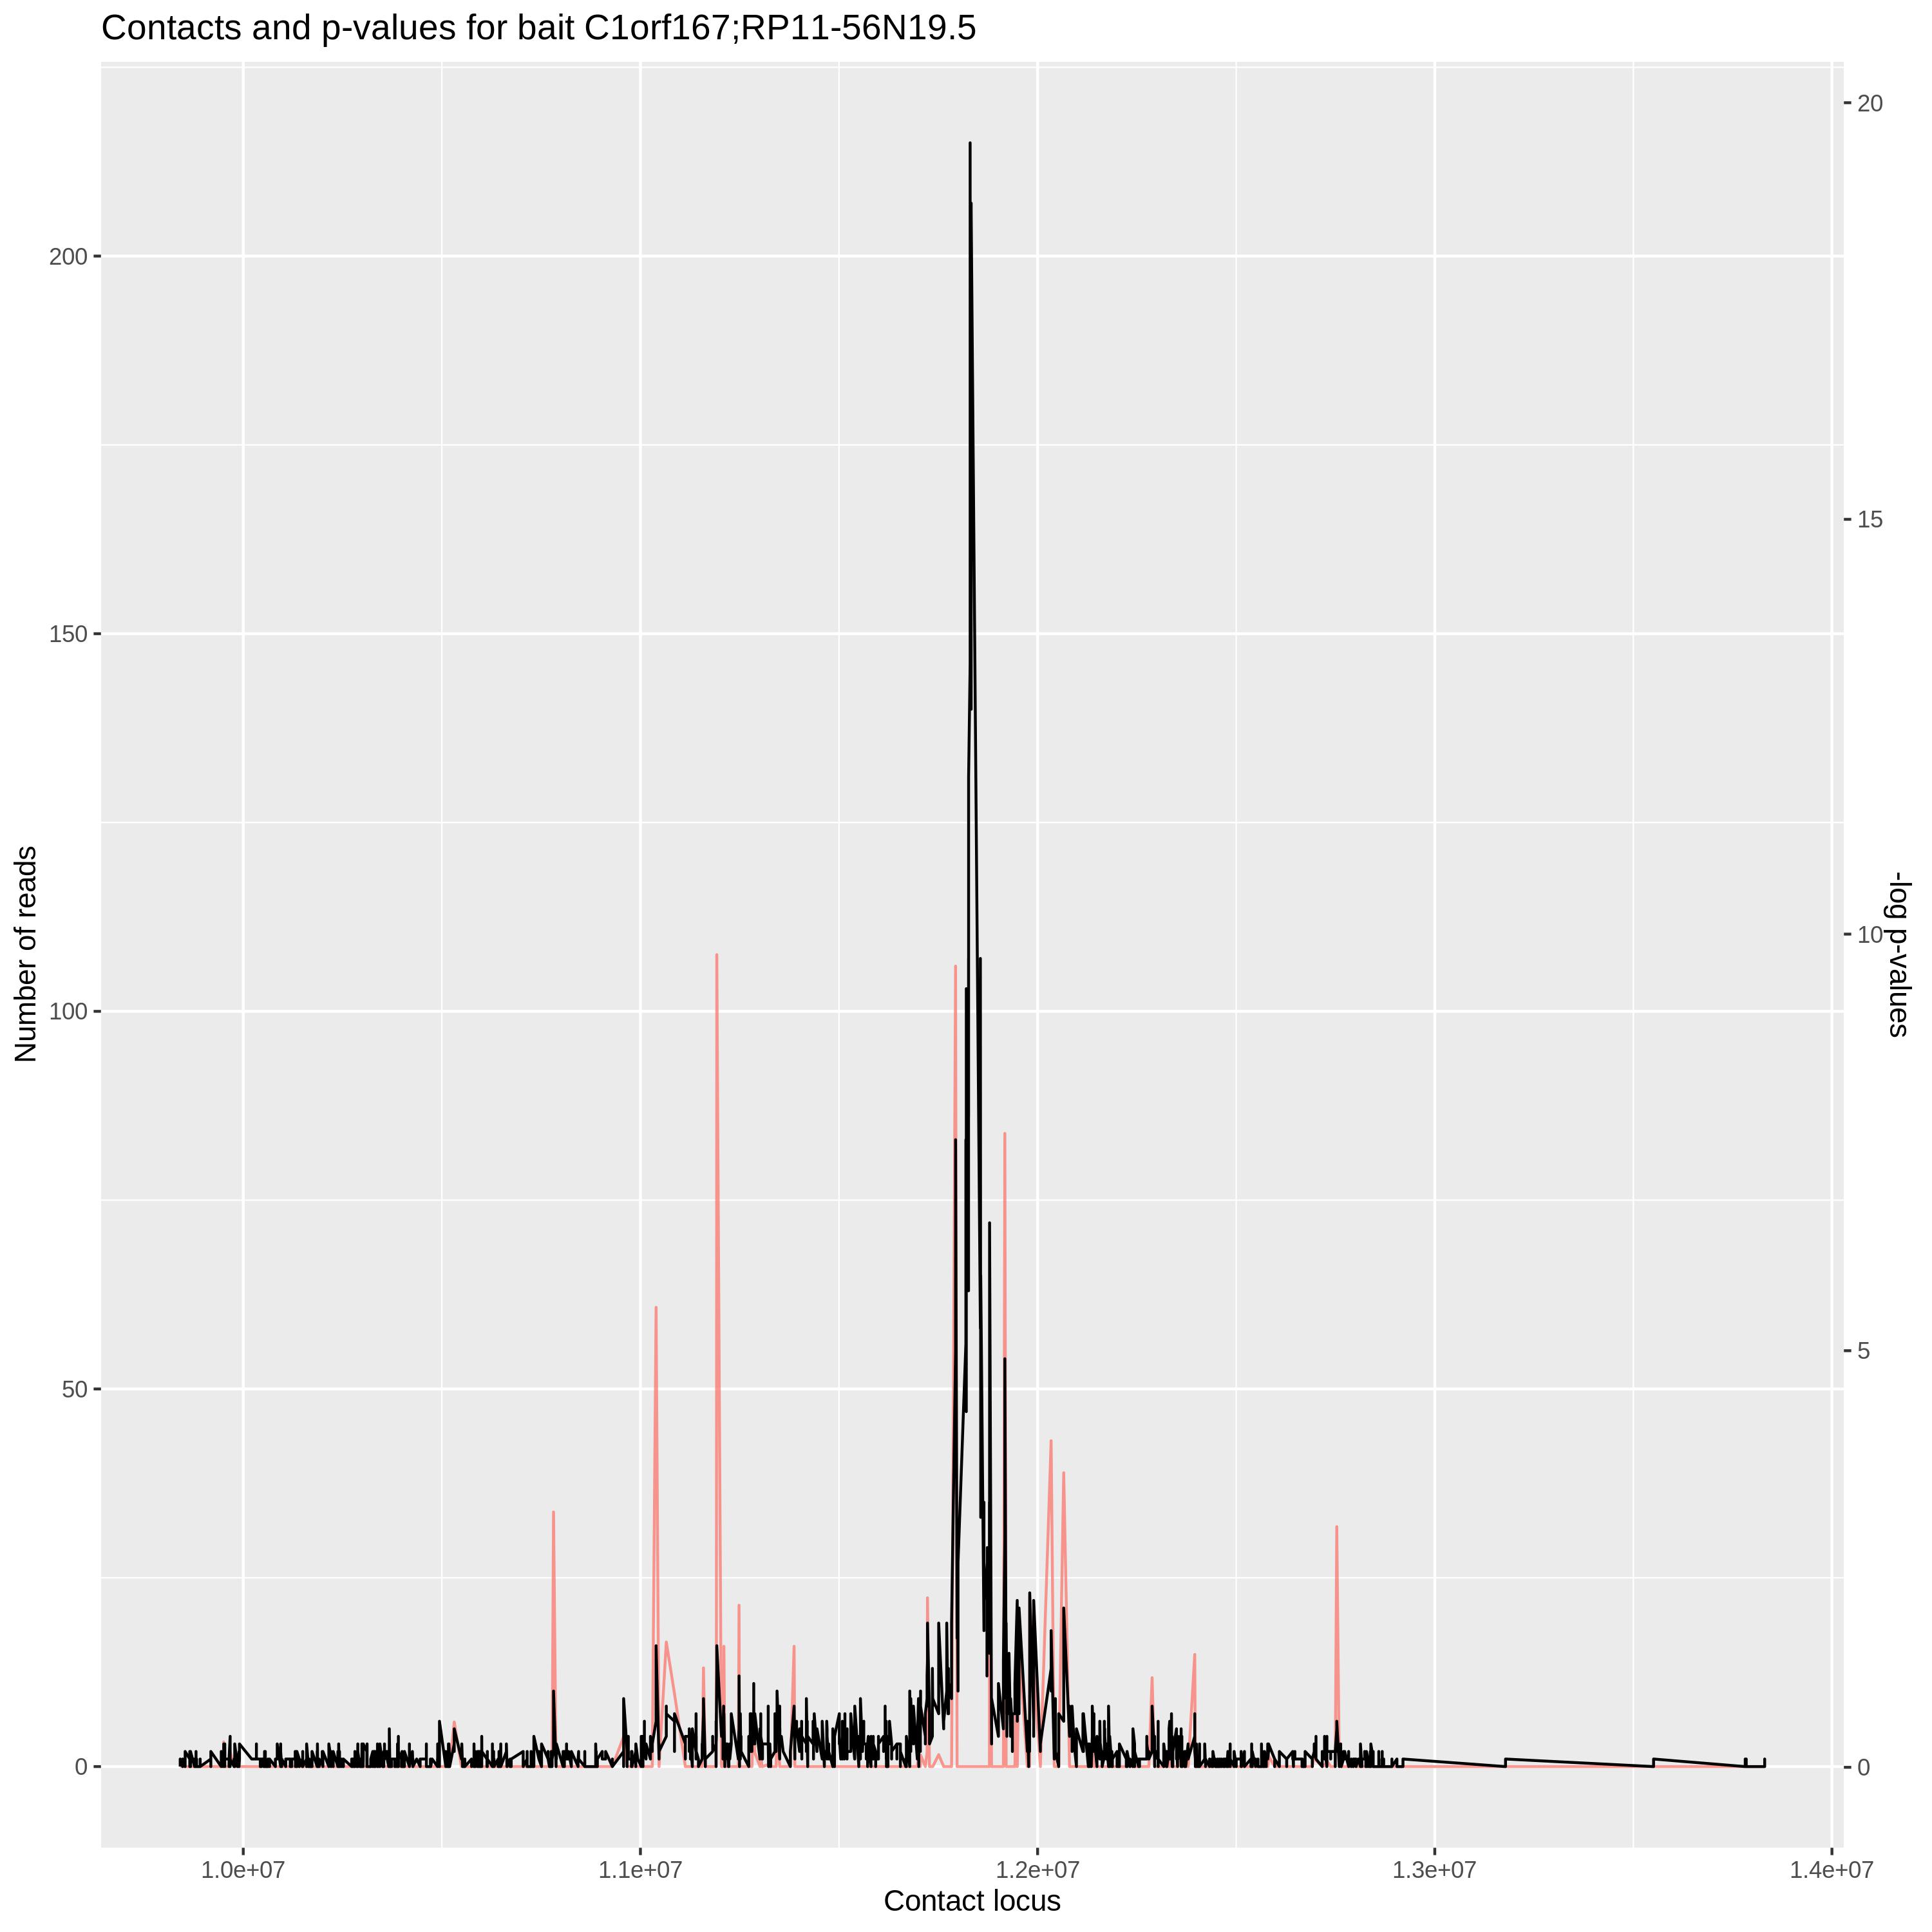 Contacts and p-values for bait C1orf167;RP11-56N19.5
Number of reads
200
150
100
50
0
20
15
10
5
0
-log p-values
1.0e+07 1.1e+07 1.2e+07 1.3e+07 1.4e+07
Contact locus